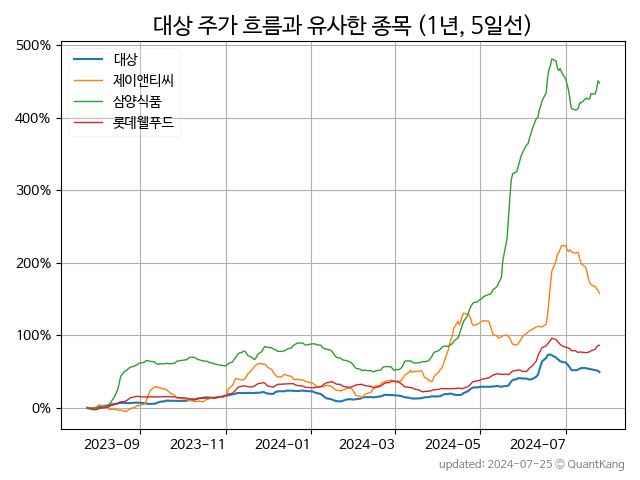 대상 주가 흐름과 유사한 종목 (1년, 5일선)
500%
400%
300%
200%
100%
0%
대상
제이앤티씨
삼양식품
롯데웰푸드
2023-09
2023-11
2024-01
2024-03
2024-05
2024-07
updated: 2024-07-25 © QuantKang